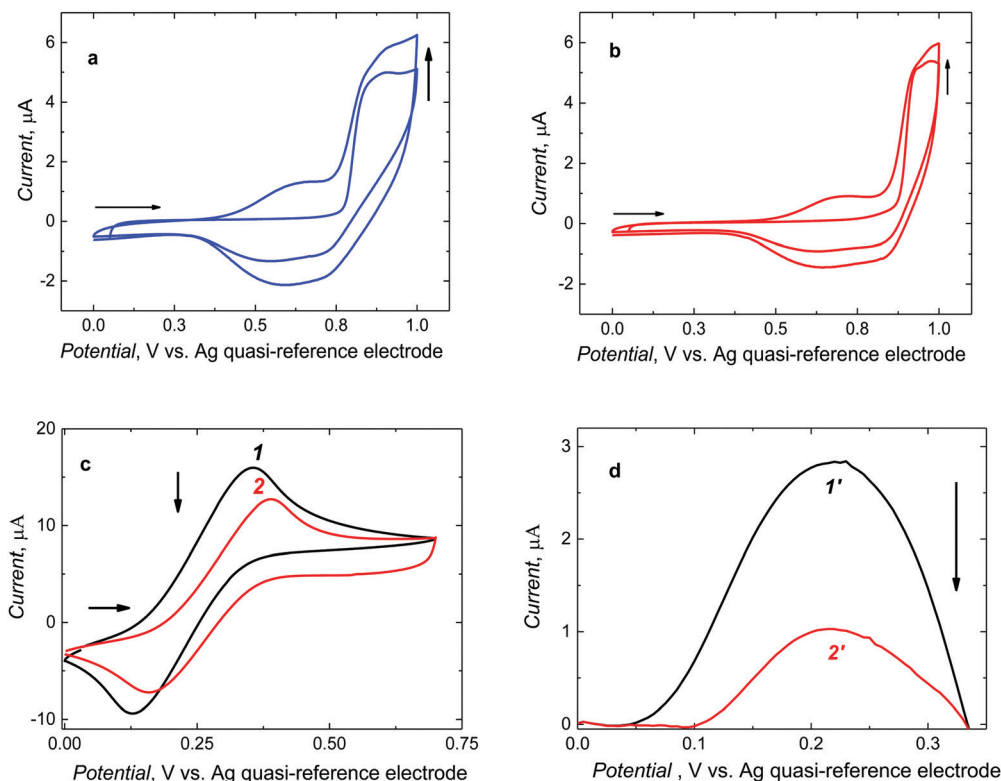 a
Current, μA
6
4
2
0
-2
0.0 0.3 0.5 0.8 1.0
Potential, V vs. Ag quasi-reference electrode
b
Current, μA
6
4
2
0
-2
0.0 0.3 0.5 0.8 1.0
Potential, V vs. Ag quasi-reference electrode
c
1
2
Current, μA
20
10
0
-10
0.00 0.25 0.50 0.75
Potential, V vs. Ag quasi-reference electrode
d
1'
2'
Current, μA
3
2
1
0
0.0 0.1 0.2 0.3
Potential , V vs. Ag quasi-reference electrode